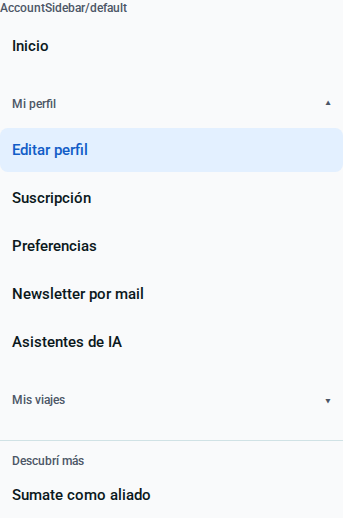 AccountSidebar/default
Inicio
Mi perfil
Editar perfil
Suscripción
Preferencias
Newsletter por mail
Asistentes de IA
Mis viajes
Descubrí más
Sumate como aliado